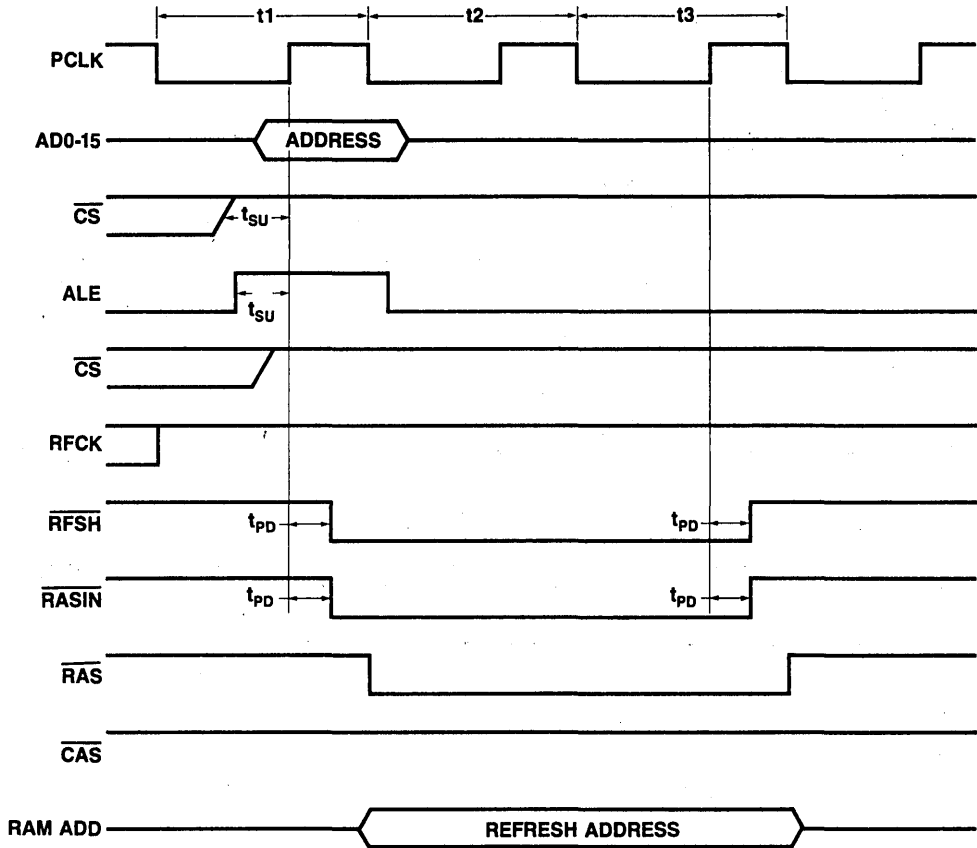 t1 t2 t3
PCLK
AD0-15 ADDRESS
CS tSU
ALE
tSU
CS
RFCK
RFSH tPD tPD
RASIN tPD tPD
RAS
CAS
RAM ADD REFRESH ADDRESS